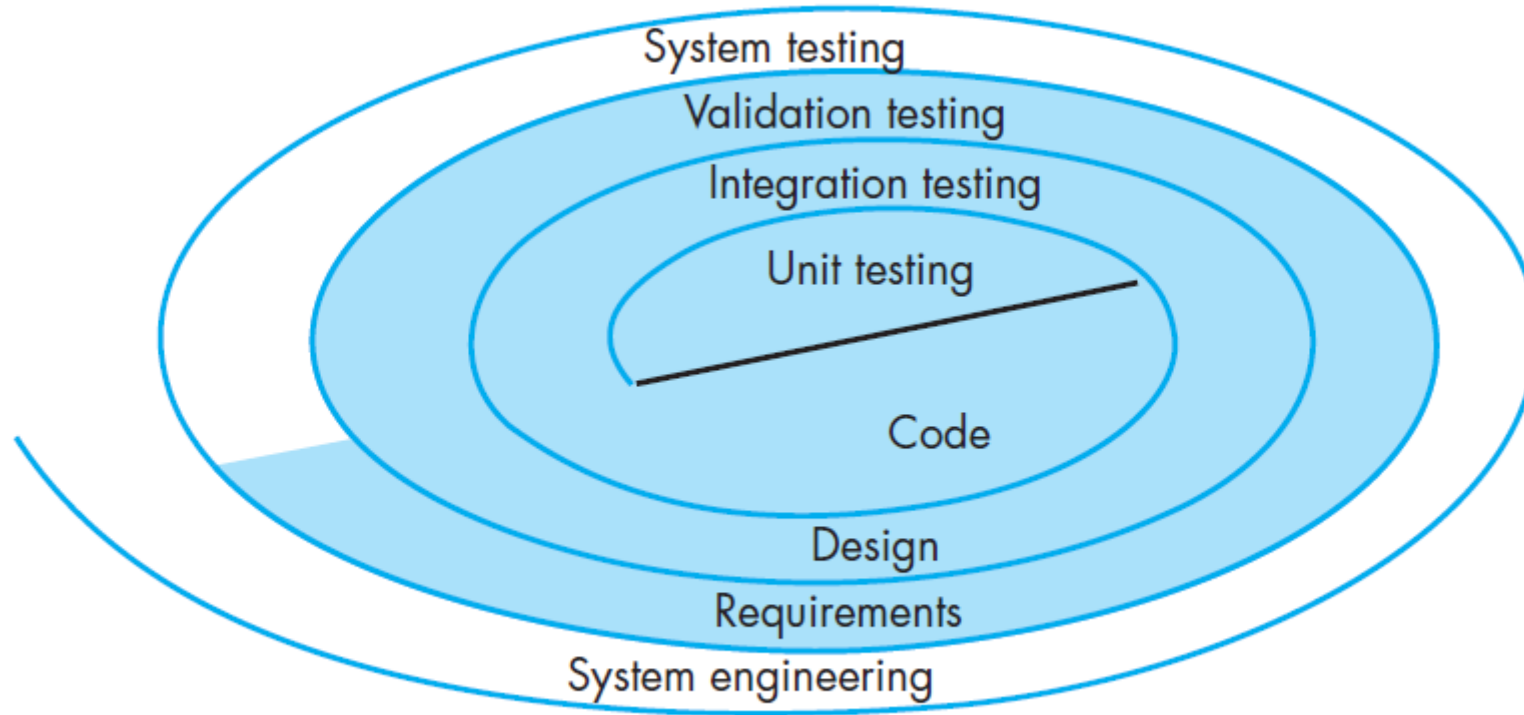 System testing
Validation testing
Integration testing
Unit testing
Code
Design
Requirements
System engineering